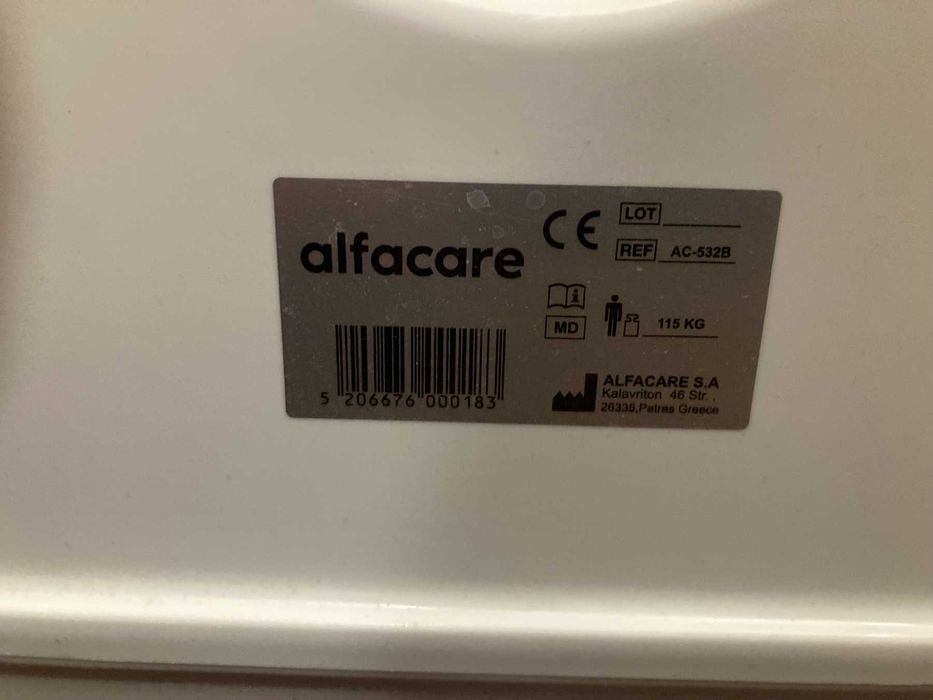 alfacare
CE
LOT
REF AC-532B
MD
115 KG
5 206676 000183
ALFACARE S.A
Kalavriton 46 Str. ,
26335, Patras Greece